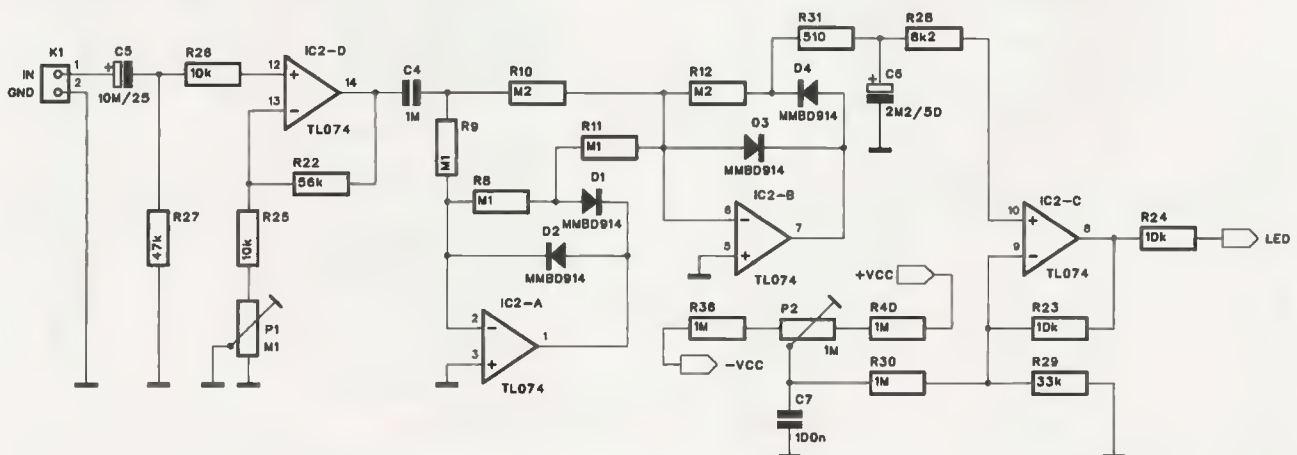 K1
IN
GND
1
2
C5
+
10M/25
R26
10k
R27
47k
IC2-D
12
13
14
TL074
R22
56k
R25
10k
P1
M1
C4
1M
R9
M1
R10
M2
R8
M1
R11
M1
D1
MMBD914
D2
MMBD914
IC2-A
2
3
1
TL074
R12
M2
D4
MMBD914
D3
MMBD914
IC2-B
6
5
7
TL074
R31
510
C6
+
2M2/50
R28
8k2
IC2-C
10
9
8
TL074
R24
10k
LED
R23
10k
R29
33k
+VCC
R36
1M
P2
1M
R40
1M
-VCC
R30
1M
C7
100n